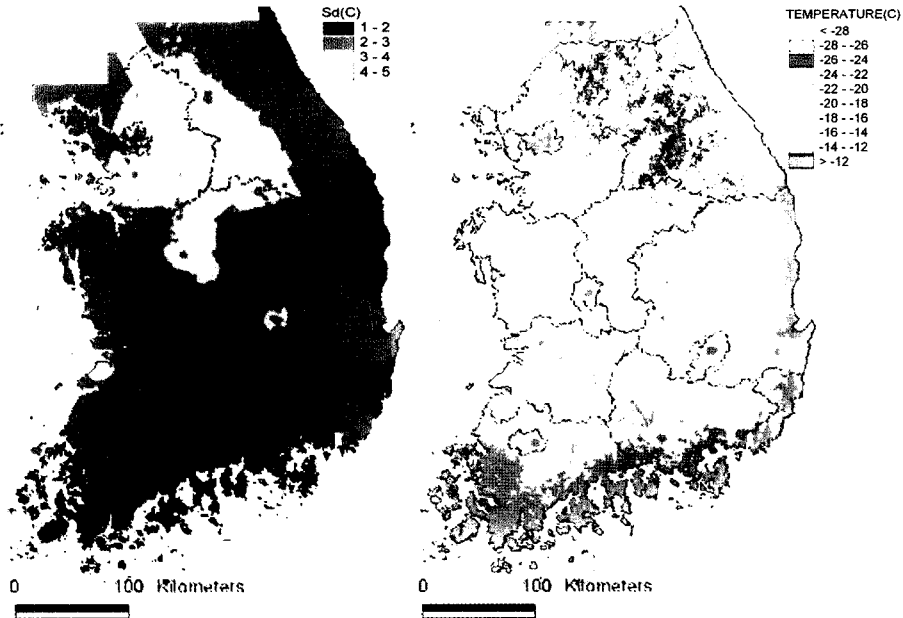 Sd(C)
1 - 2
2 - 3
3 - 4
4 - 5
0 100 Kilometers
TEMPERATURE(C)
< -28
-28 - -26
-26 - -24
-24 - -22
-22 - -20
-20 - -18
-18 - -16
-16 - -14
-14 - -12
> -12
0 100 Kilometers